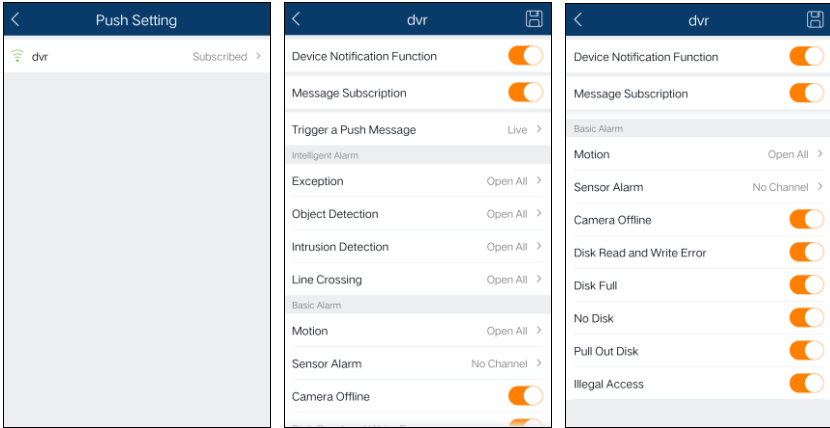 Push Setting
dvr Subscribed
dvr
Device Notification Function
Message Subscription
Trigger a Push Message Live
Intelligent Alarm
Exception Open All
Object Detection Open All
Intrusion Detection Open All
Line Crossing Open All
Basic Alarm
Motion Open All
Sensor Alarm No Channel
Camera Offline
dvr
Device Notification Function
Message Subscription
Basic Alarm
Motion Open All
Sensor Alarm No Channel
Camera Offline
Disk Read and Write Error
Disk Full
No Disk
Pull Out Disk
Illegal Access